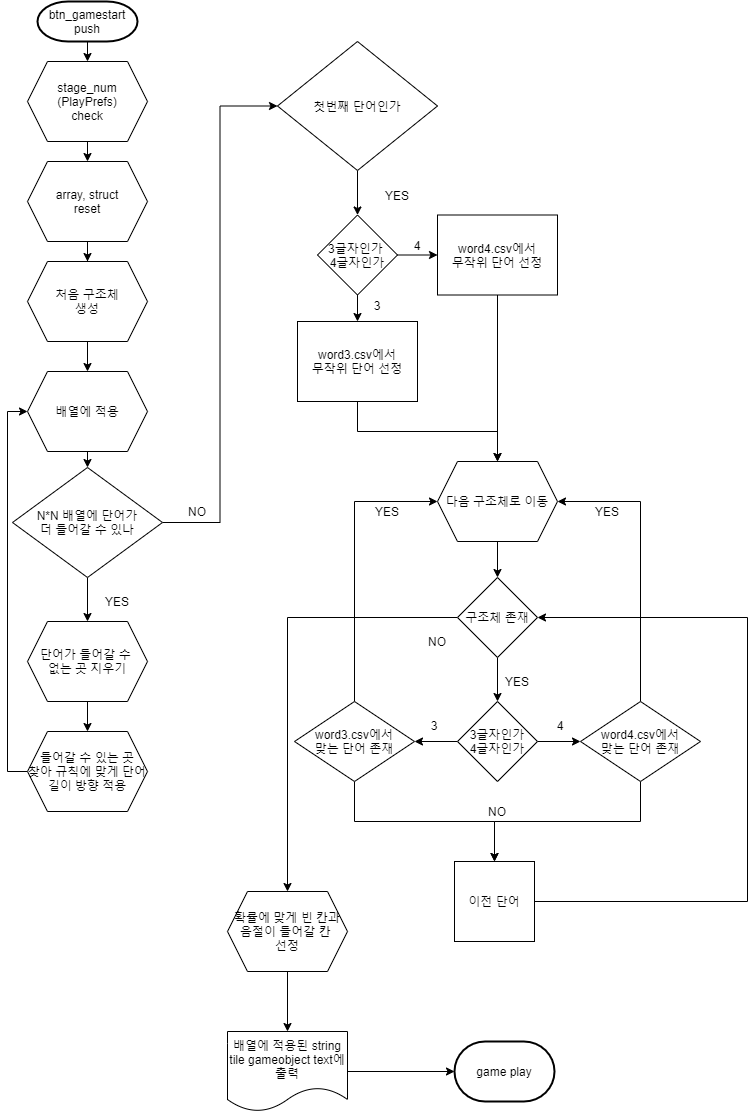 btn_gamestart
push
stage_num
(PlayPrefs)
check
array, struct
reset
처음 구조체
생성
배열에 적용
N*N 배열에 단어가
더 들어갈 수 있나
NO
YES
단어가 들어갈 수
없는 곳 지우기
들어갈 수 있는 곳
찾아 규칙에 맞게 단어
길이 방향 적용
첫번째 단어인가
YES
3글자인가
4글자인가
4
word4.csv에서
무작위 단어 선정
3
word3.csv에서
무작위 단어 선정
다음 구조체로 이동
YES
YES
구조체 존재
NO
YES
3글자인가
4글자인가
3
4
word3.csv에서
맞는 단어 존재
word4.csv에서
맞는 단어 존재
NO
이전 단어
확률에 맞게 빈 칸과
음절이 들어갈 칸
선정
배열에 적용된 string
tile gameobject text에
출력
game play